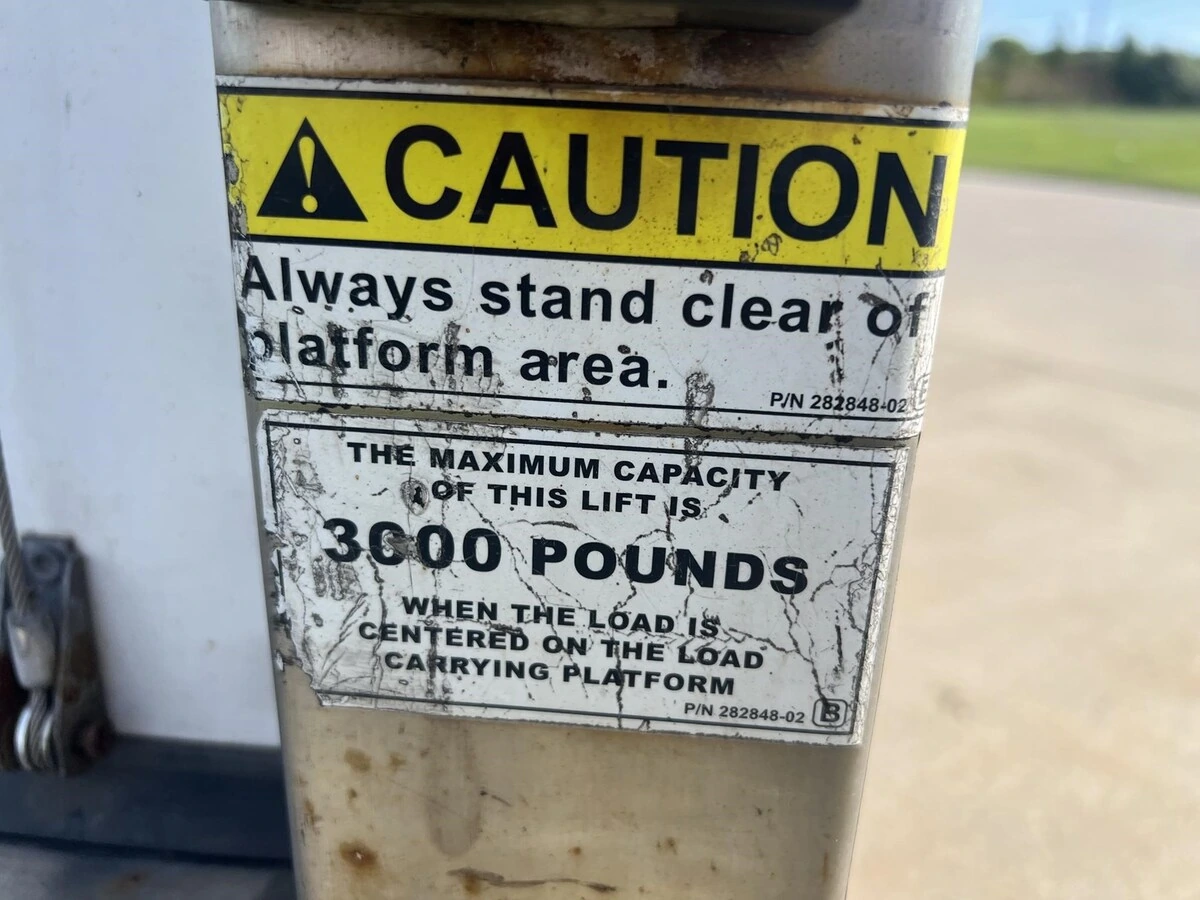 CAUTION
Always stand clear of
platform area.
P/N 282848-02
THE MAXIMUM CAPACITY
OF THIS LIFT IS
3000 POUNDS
WHEN THE LOAD IS
CENTERED ON THE LOAD
CARRYING PLATFORM
P/N 282848-02 B